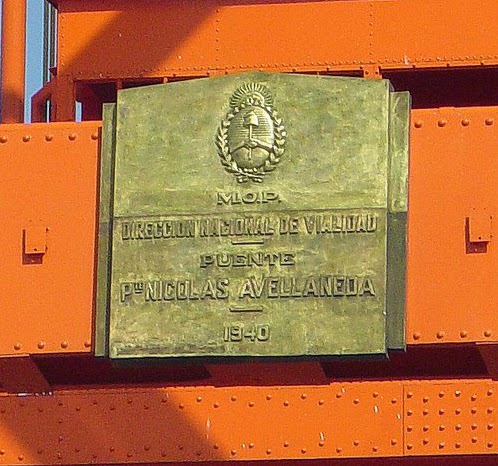 M.O.P.
DIRECCION NACIONAL DE VIALIDAD
PUENTE
PTE NICOLAS AVELLANEDA
1940